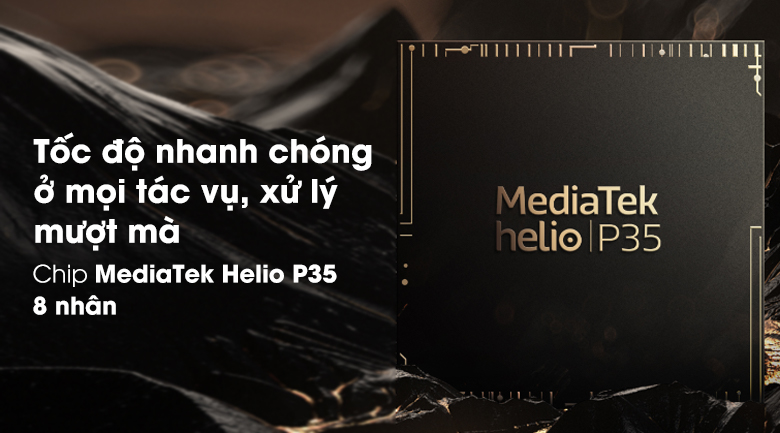 Tốc độ nhanh chóng
ở mọi tác vụ, xử lý
mượt mà
Chip MediaTek Helio P35
8 nhân
MediaTek
helio|P35